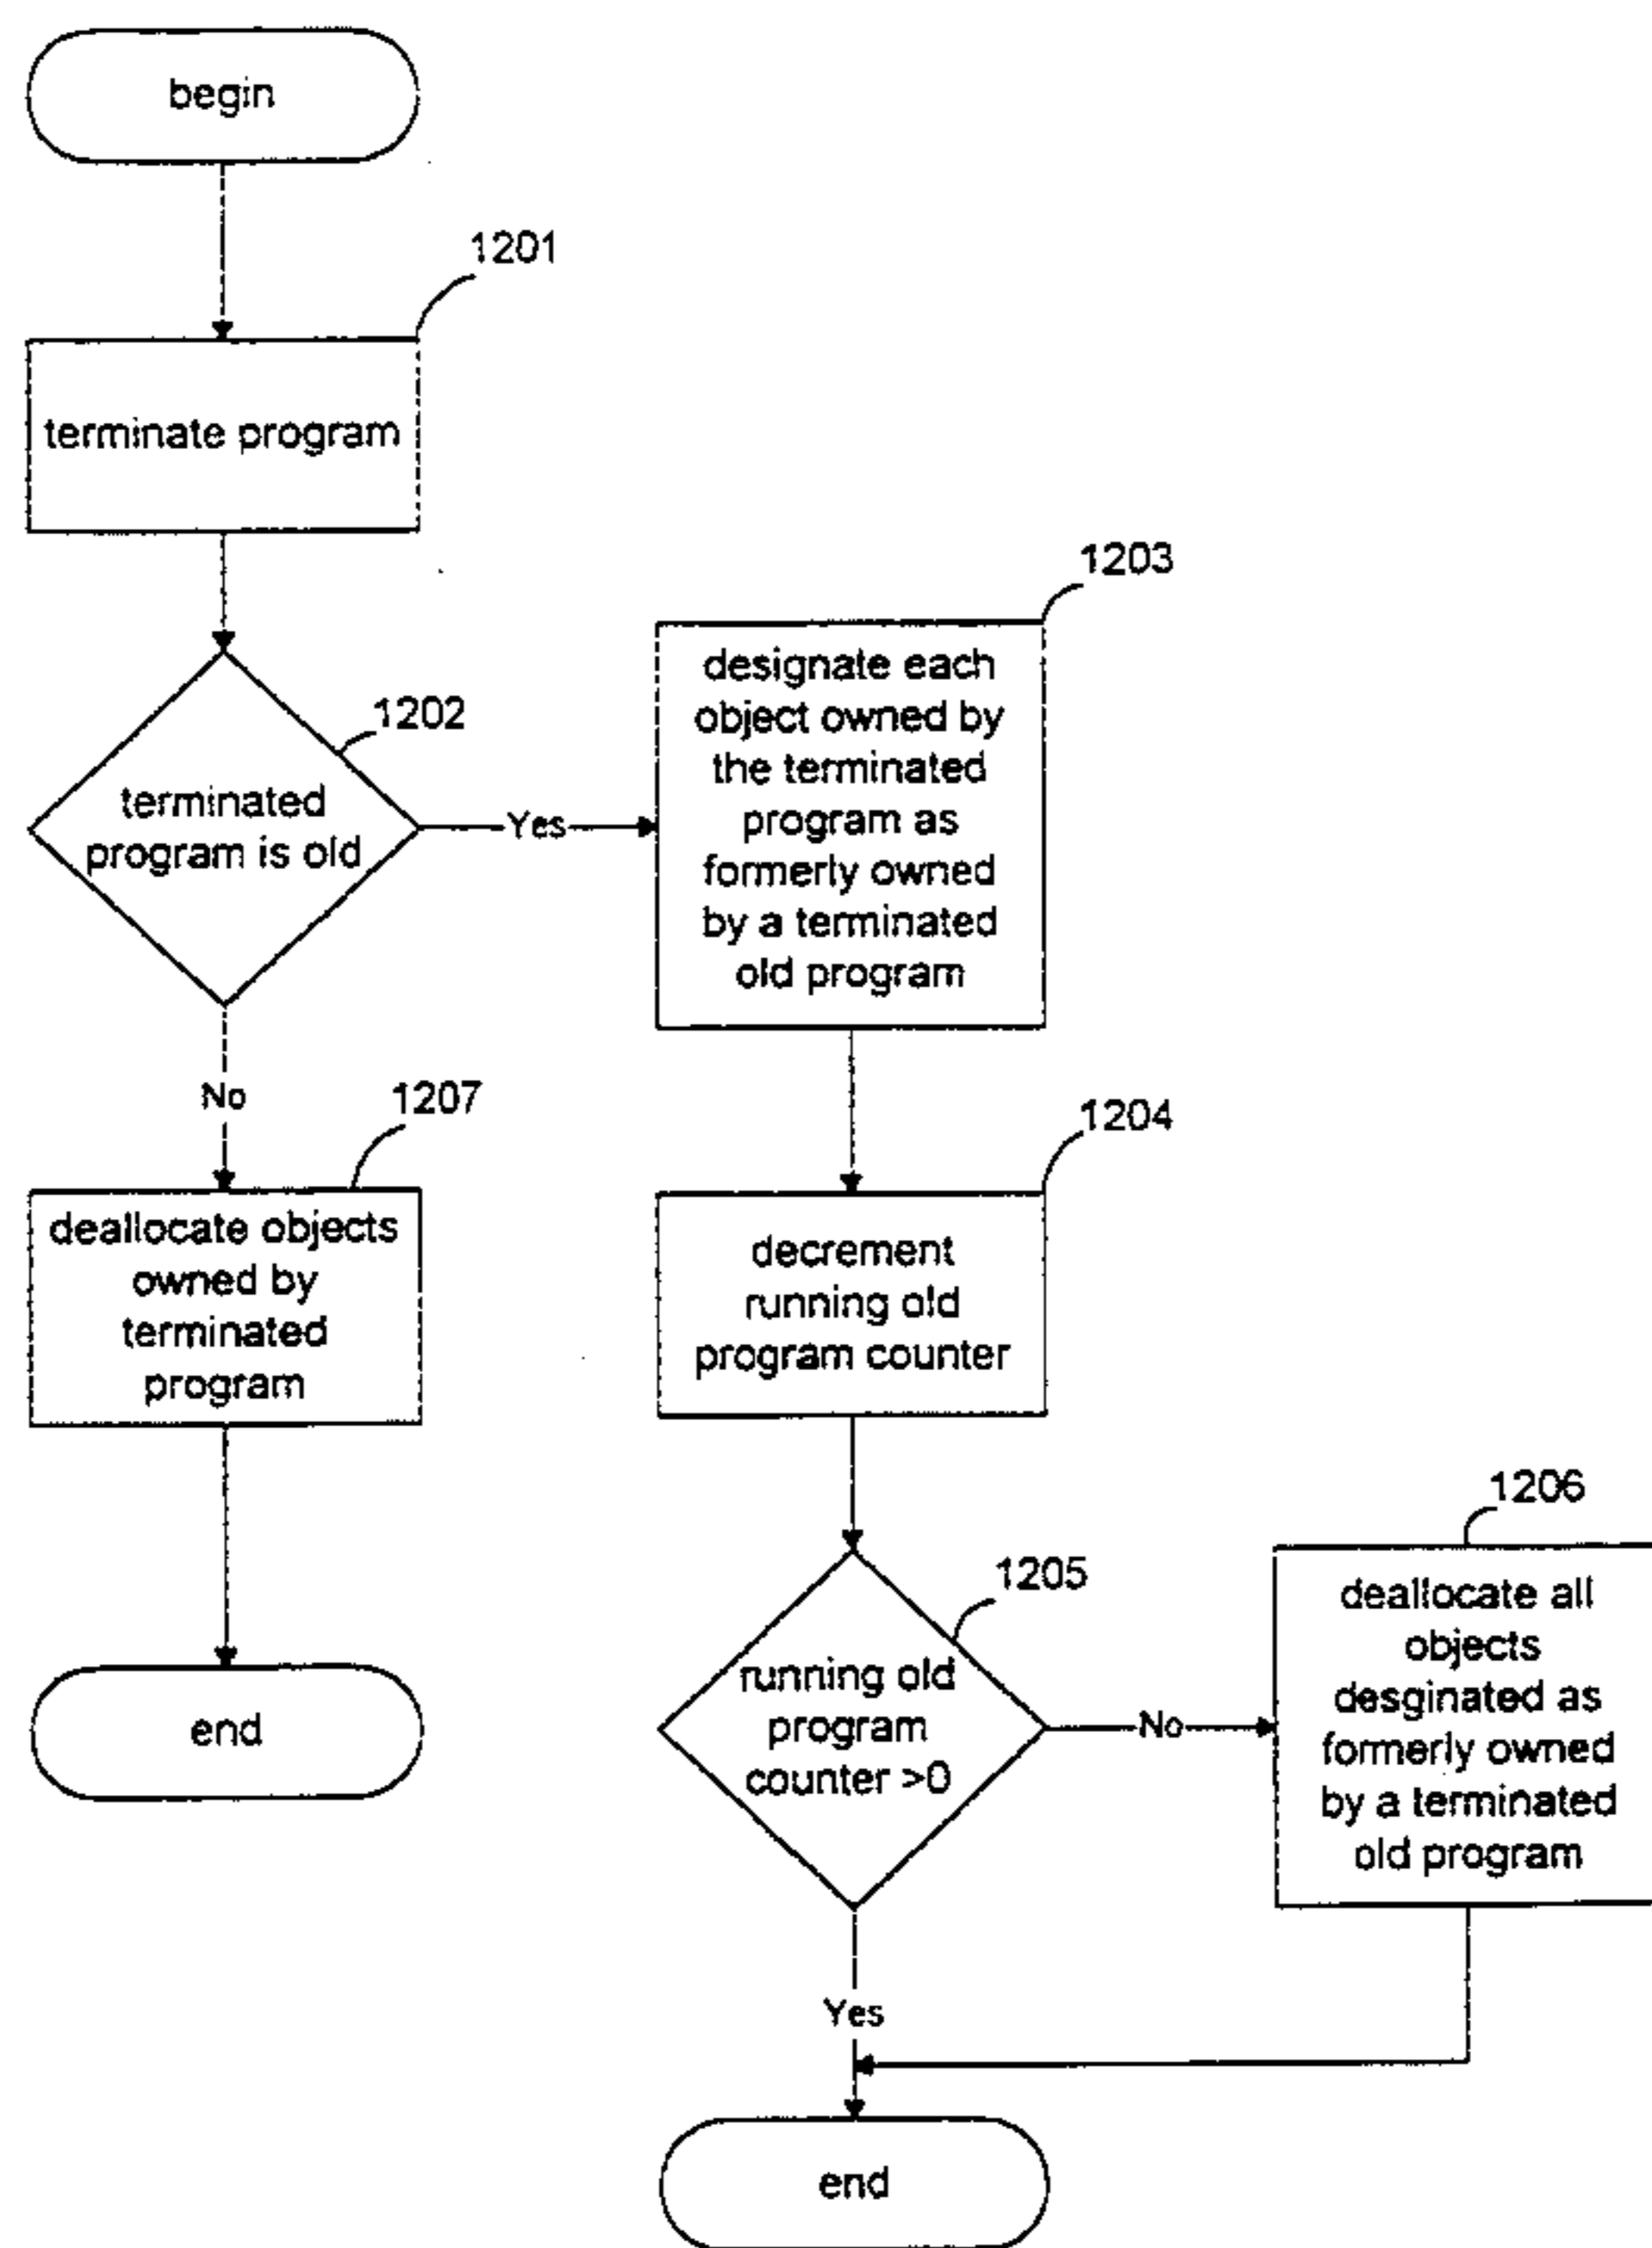 begin
1201
terminate program
1202
terminated
program is old
Yes
1203
designate each
object owned by
the terminated
program as
formerly owned
by a terminated
old program
No
1207
deallocate objects
owned by
terminated
program
end
1204
decrement
running old
program counter
1205
running old
program
counter >0
No
1206
deallocate all
objects
desginated as
formerly owned
by a terminated
old program
Yes
end